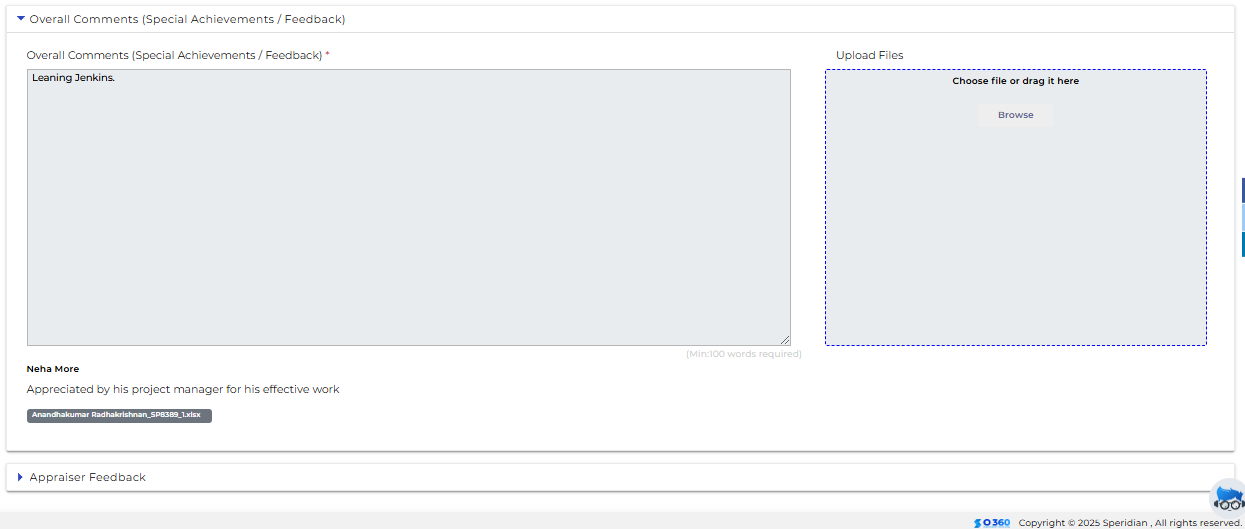 Overall Comments (Special Achievements / Feedback)
Overall Comments (Special Achievements / Feedback) *
Upload Files
Leaning Jenkins.
Choose file or drag it here
Browse
(Min:100 words required)
Neha More
Appreciated by his project manager for his effective work
Anandhakumar Radhakrishnan_SP8389_1.xlsx
Appraiser Feedback
SO360 Copyright © 2025 Speridian , All rights reserved.